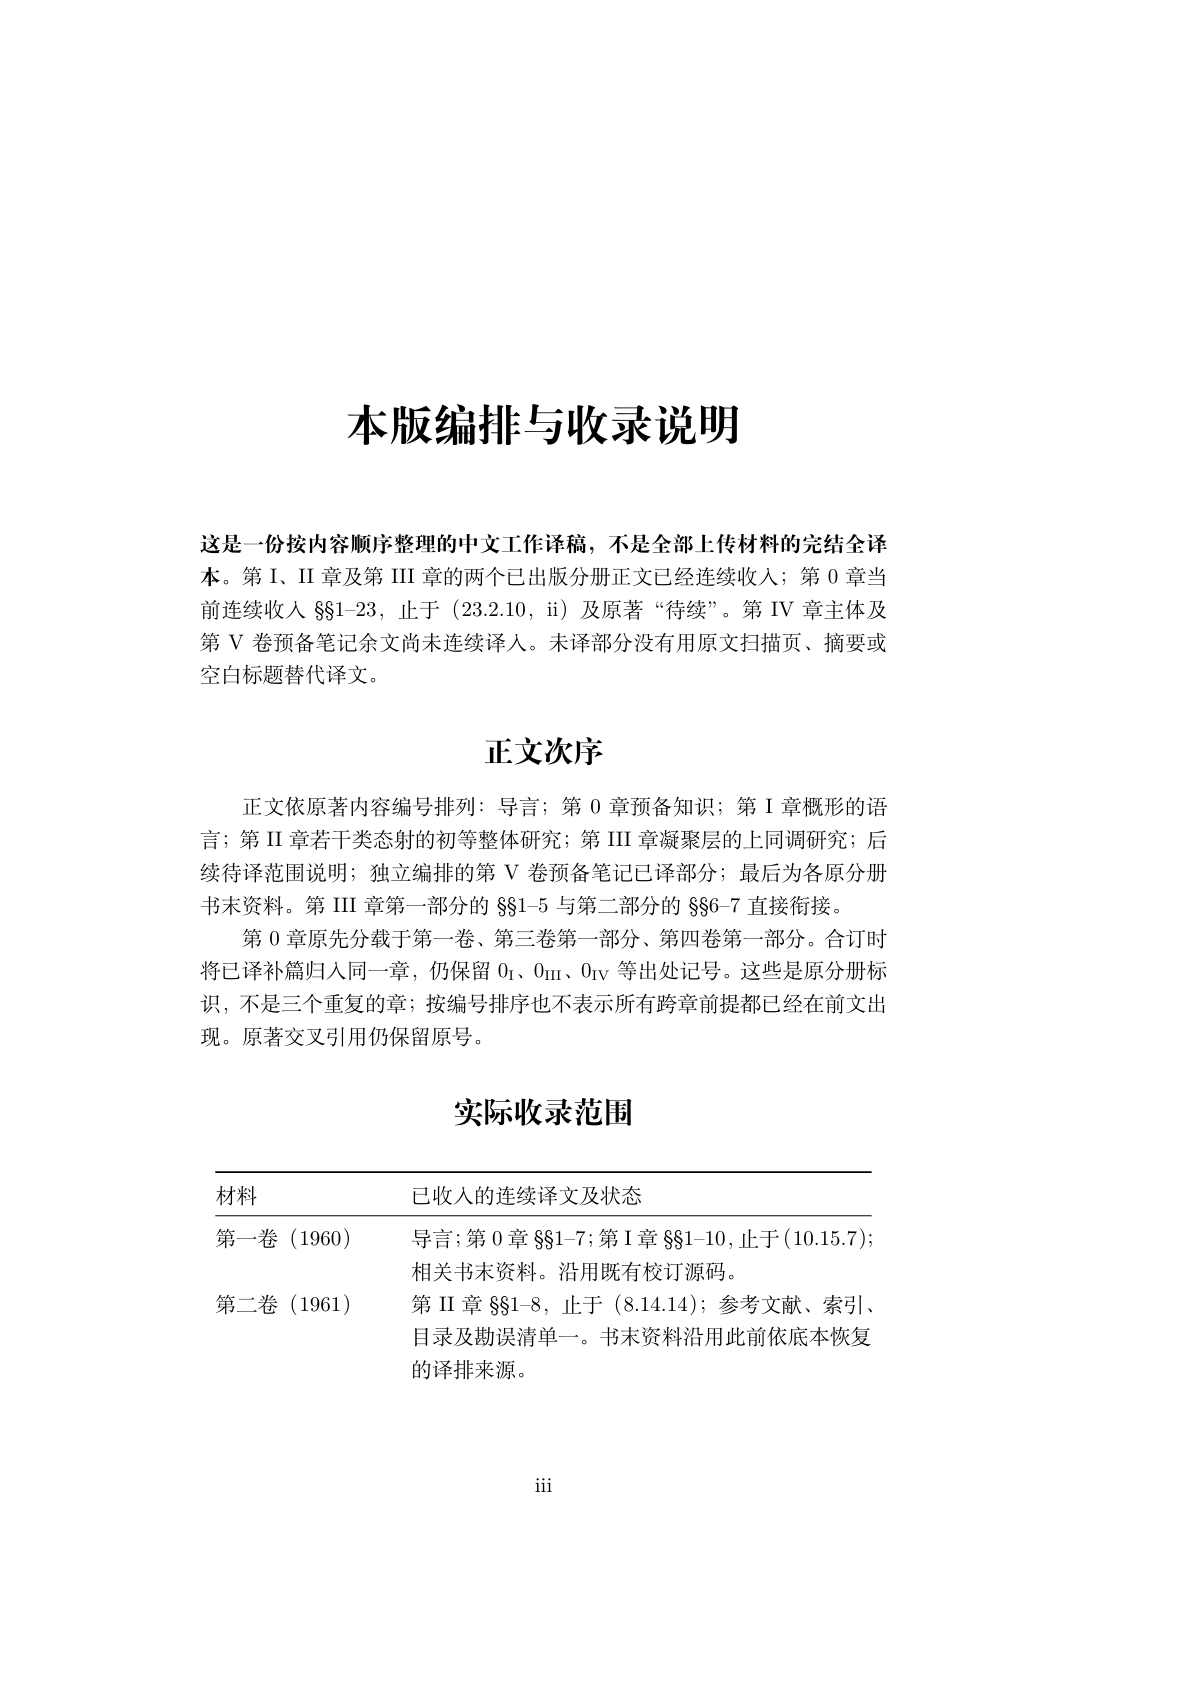 本版编排与收录说明
这是一份按内容顺序整理的中文工作译稿，不是全部上传材料的完结全译
本。第 I、II 章及第 III 章的两个已出版分册正文已经连续收入；第 0 章当
前连续收入 §§1–23，止于（23.2.10，ii）及原著“待续”。第 IV 章主体及
第 V 卷预备笔记余文尚未连续译入。未译部分没有用原文扫描页、摘要或
空白标题替代译文。
正文次序
正文依原著内容编号排列：导言；第 0 章预备知识；第 I 章概形的语
言；第 II 章若干类态射的初等整体研究；第 III 章凝聚层的上同调研究；后
续待译范围说明；独立编排的第 V 卷预备笔记已译部分；最后为各原分册
书末资料。第 III 章第一部分的 §§1–5 与第二部分的 §§6–7 直接衔接。
第 0 章原先分载于第一卷、第三卷第一部分、第四卷第一部分。合订时
将已译补篇归入同一章，仍保留 0I、0III、0IV 等出处记号。这些是原分册标
识，不是三个重复的章；按编号排序也不表示所有跨章前提都已经在前文出
现。原著交叉引用仍保留原号。
实际收录范围
材料 已收入的连续译文及状态
第一卷（1960） 导言；第 0 章 §§1–7；第 I 章 §§1–10，止于（10.15.7）；
相关书末资料。沿用既有校订源码。
第二卷（1961） 第 II 章 §§1–8，止于（8.14.14）；参考文献、索引、
目录及勘误清单一。书末资料沿用此前依底本恢复
的译排来源。
iii